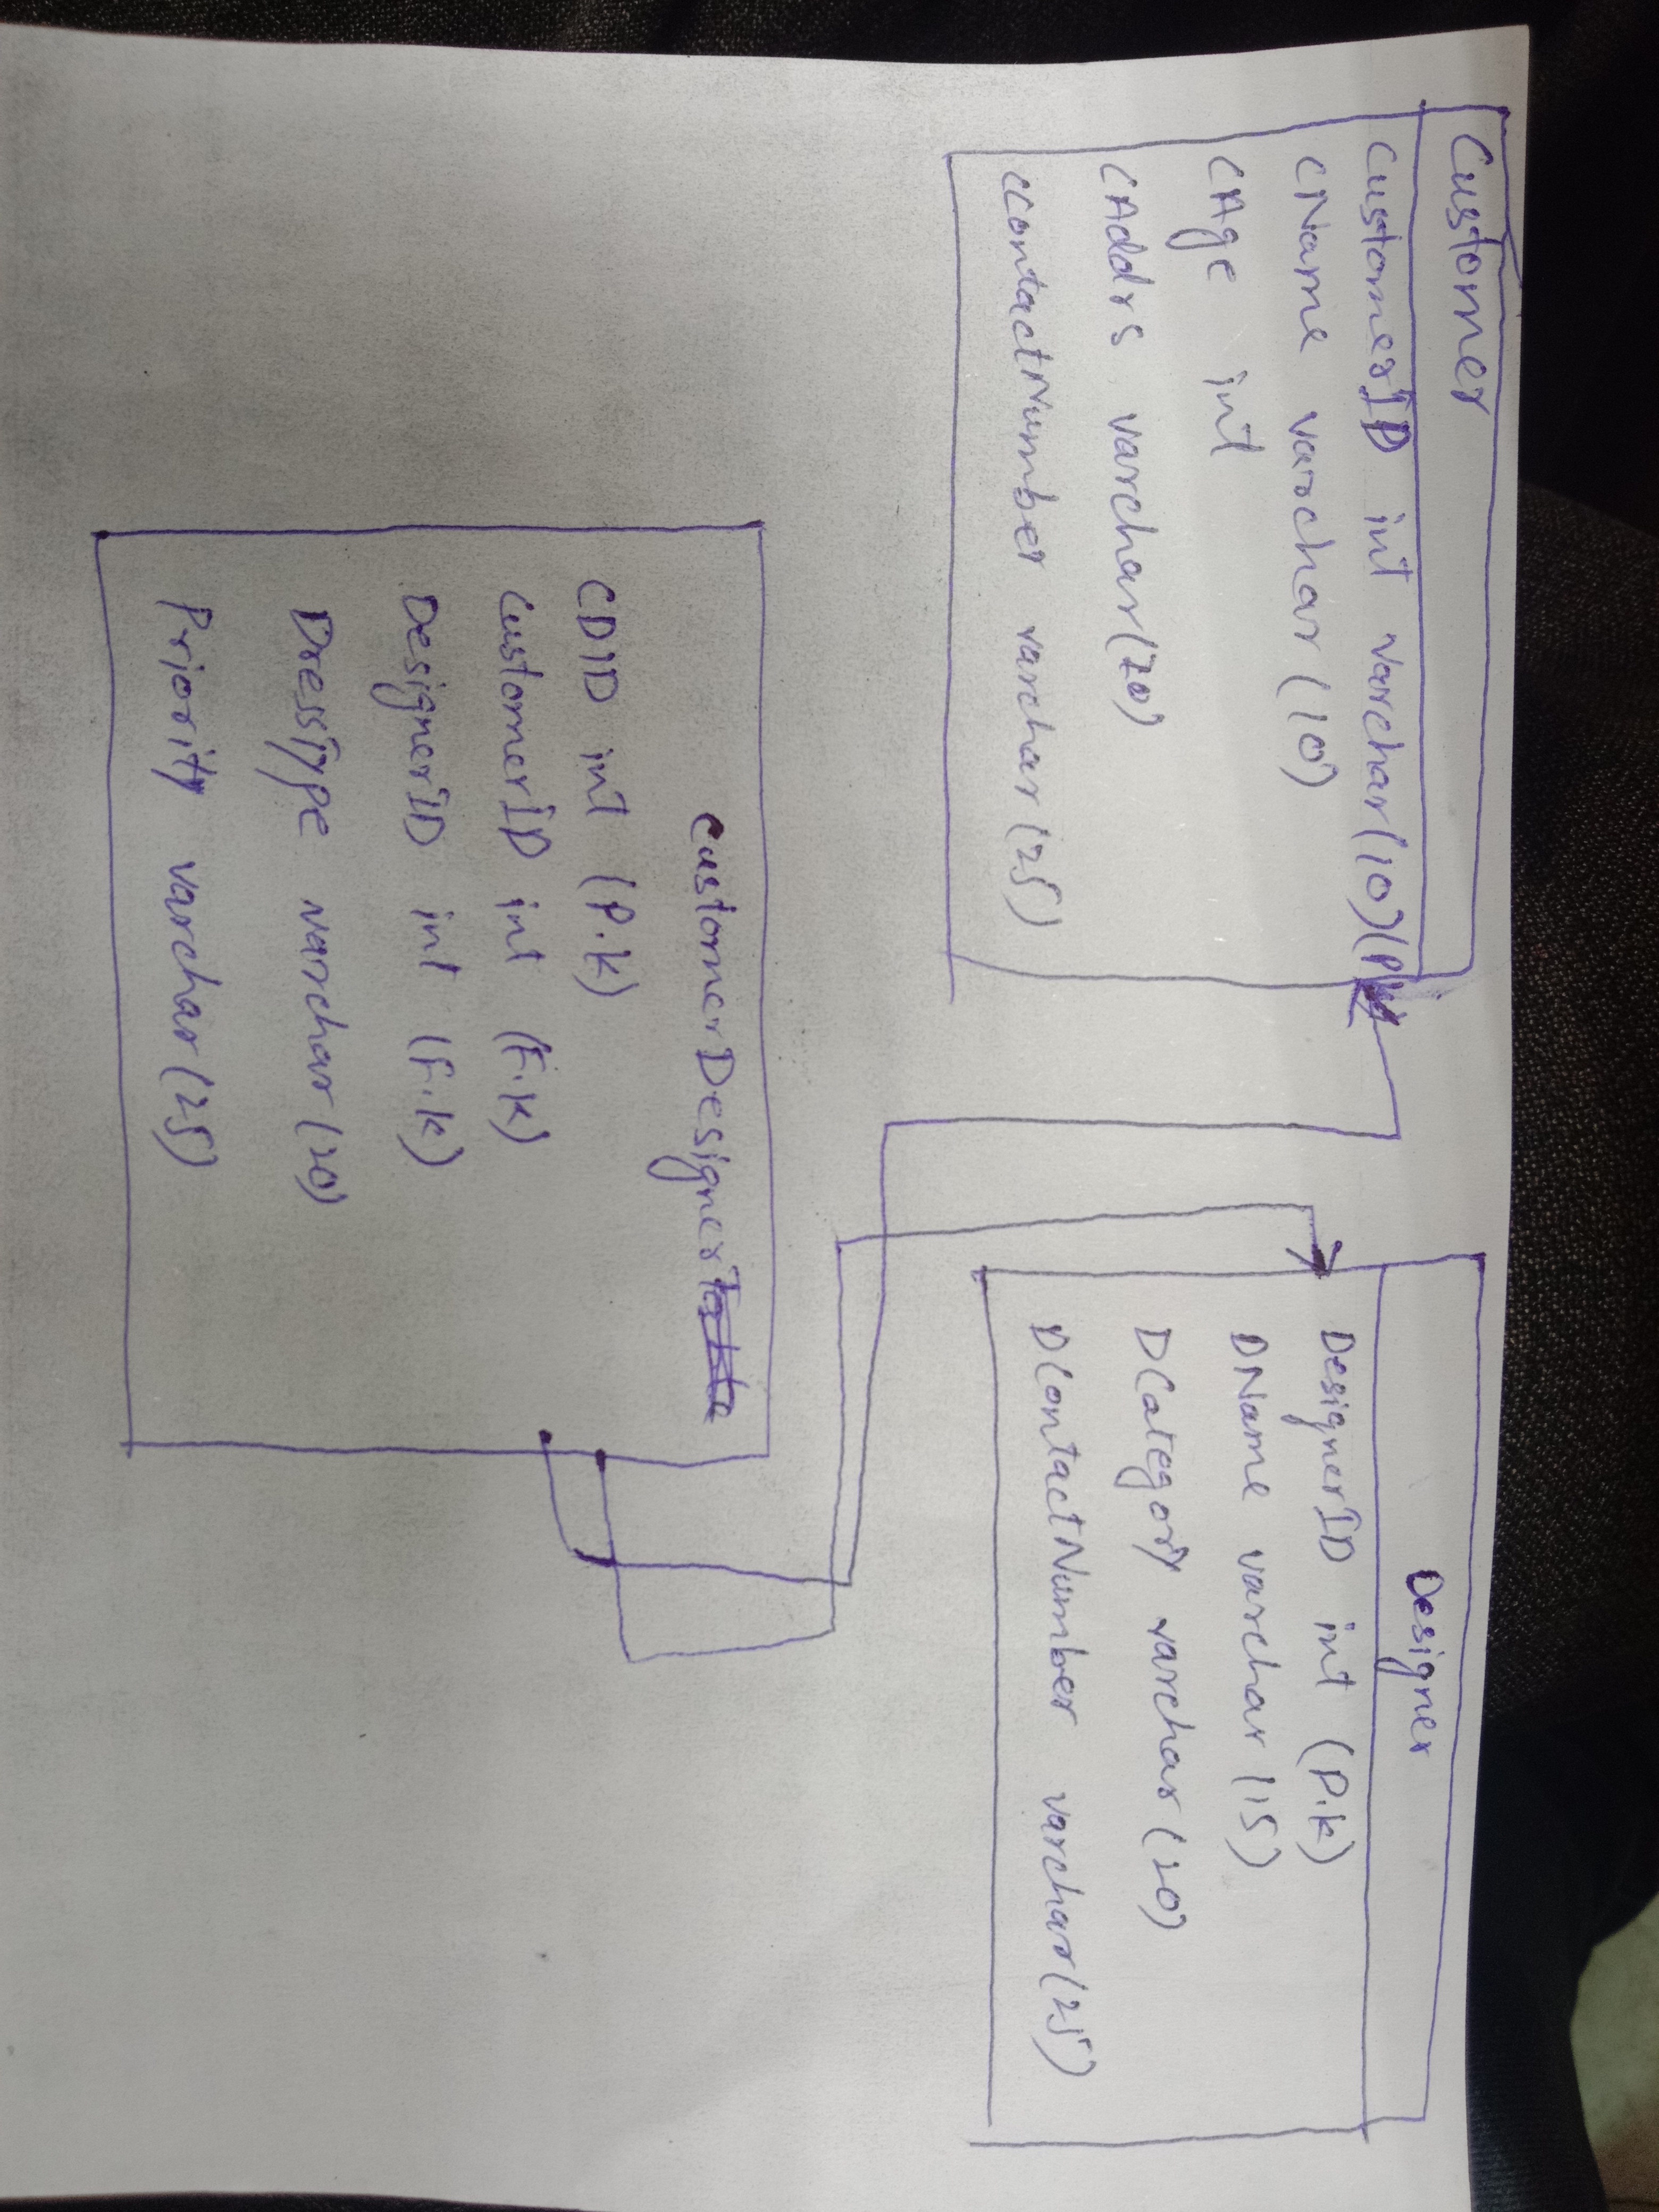 Customer
CustomerID int varchar(10)(PK)
CName varchar (10)
CAge int
CAddrs varchar(20)
CContactNumber varchar(25)
Designer
DesignerID int (P.K)
DName varchar(15)
DCategory varchar(20)
DContactNumber varchar(25)
CustomerDesigner
CDID int (P.K)
CustomerID int (F.K)
DesignerID int (F.K)
DressType varchar(20)
Priority varchar(25)